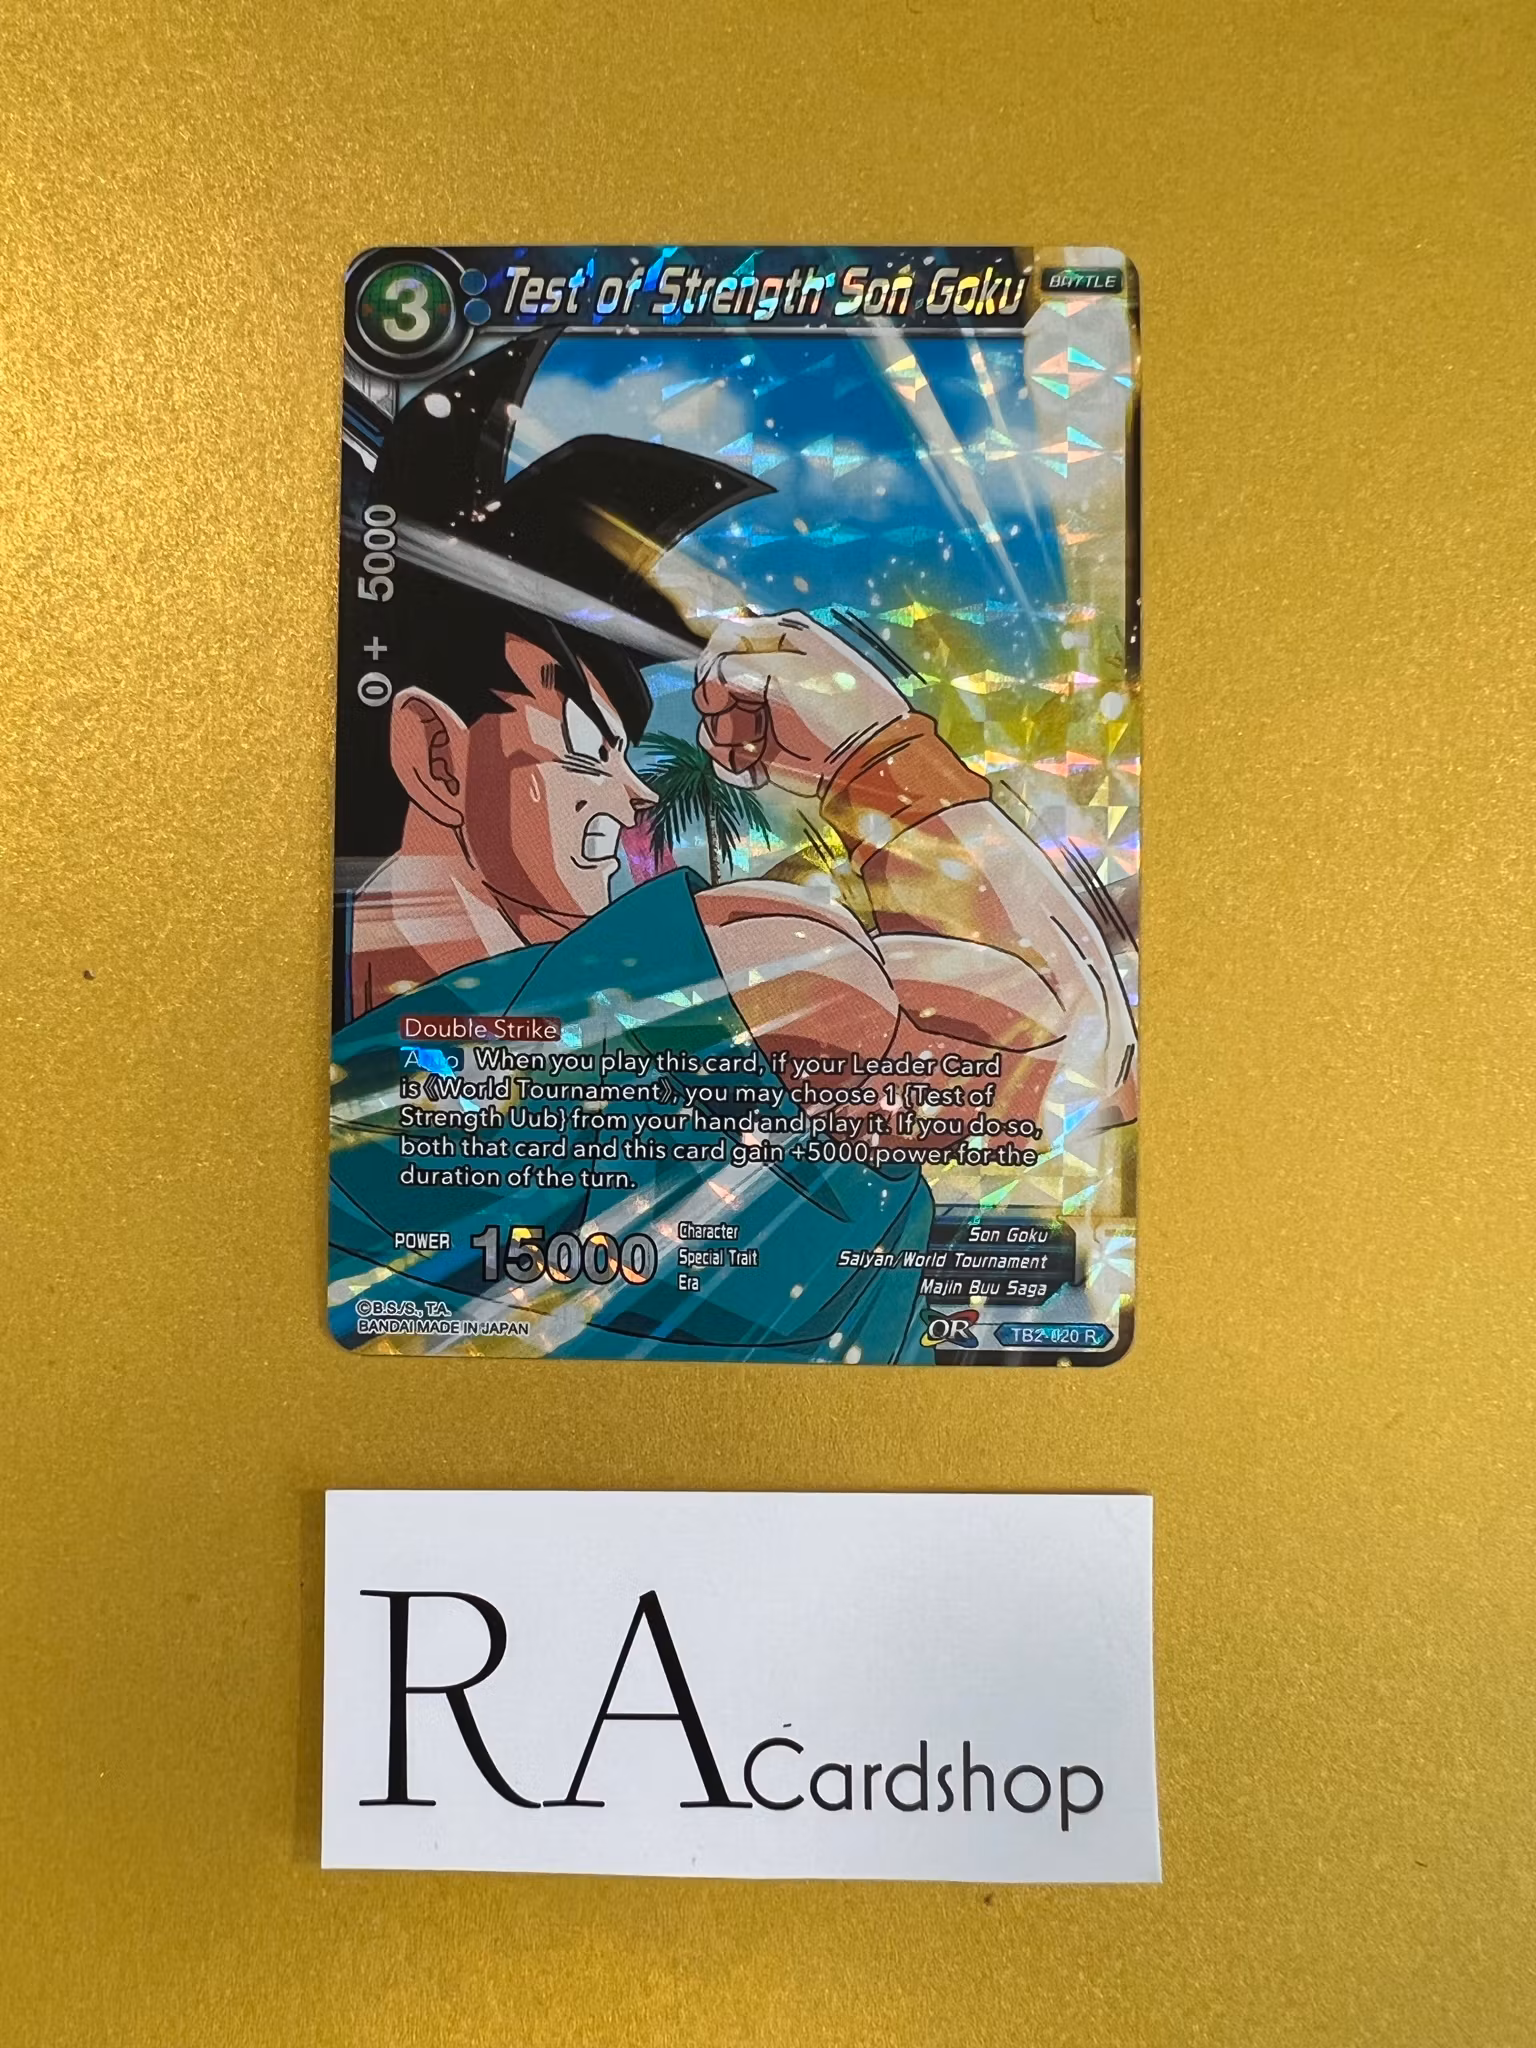 3
Test of Strength Son Goku
BATTLE
0 + 5000
Double Strike
Auto When you play this card, if your Leader Card
is 《World Tournament》, you may choose 1 {Test of
Strength Uub} from your hand and play it. If you do so,
both that card and this card gain +5000 power for the
duration of the turn.
POWER 15000
Character Son Goku
Special Trait Saiyan/World Tournament
Era Majin Buu Saga
©B.S./S., T.A.
BANDAI MADE IN JAPAN
OR TB2-020 R
RA Cardshop